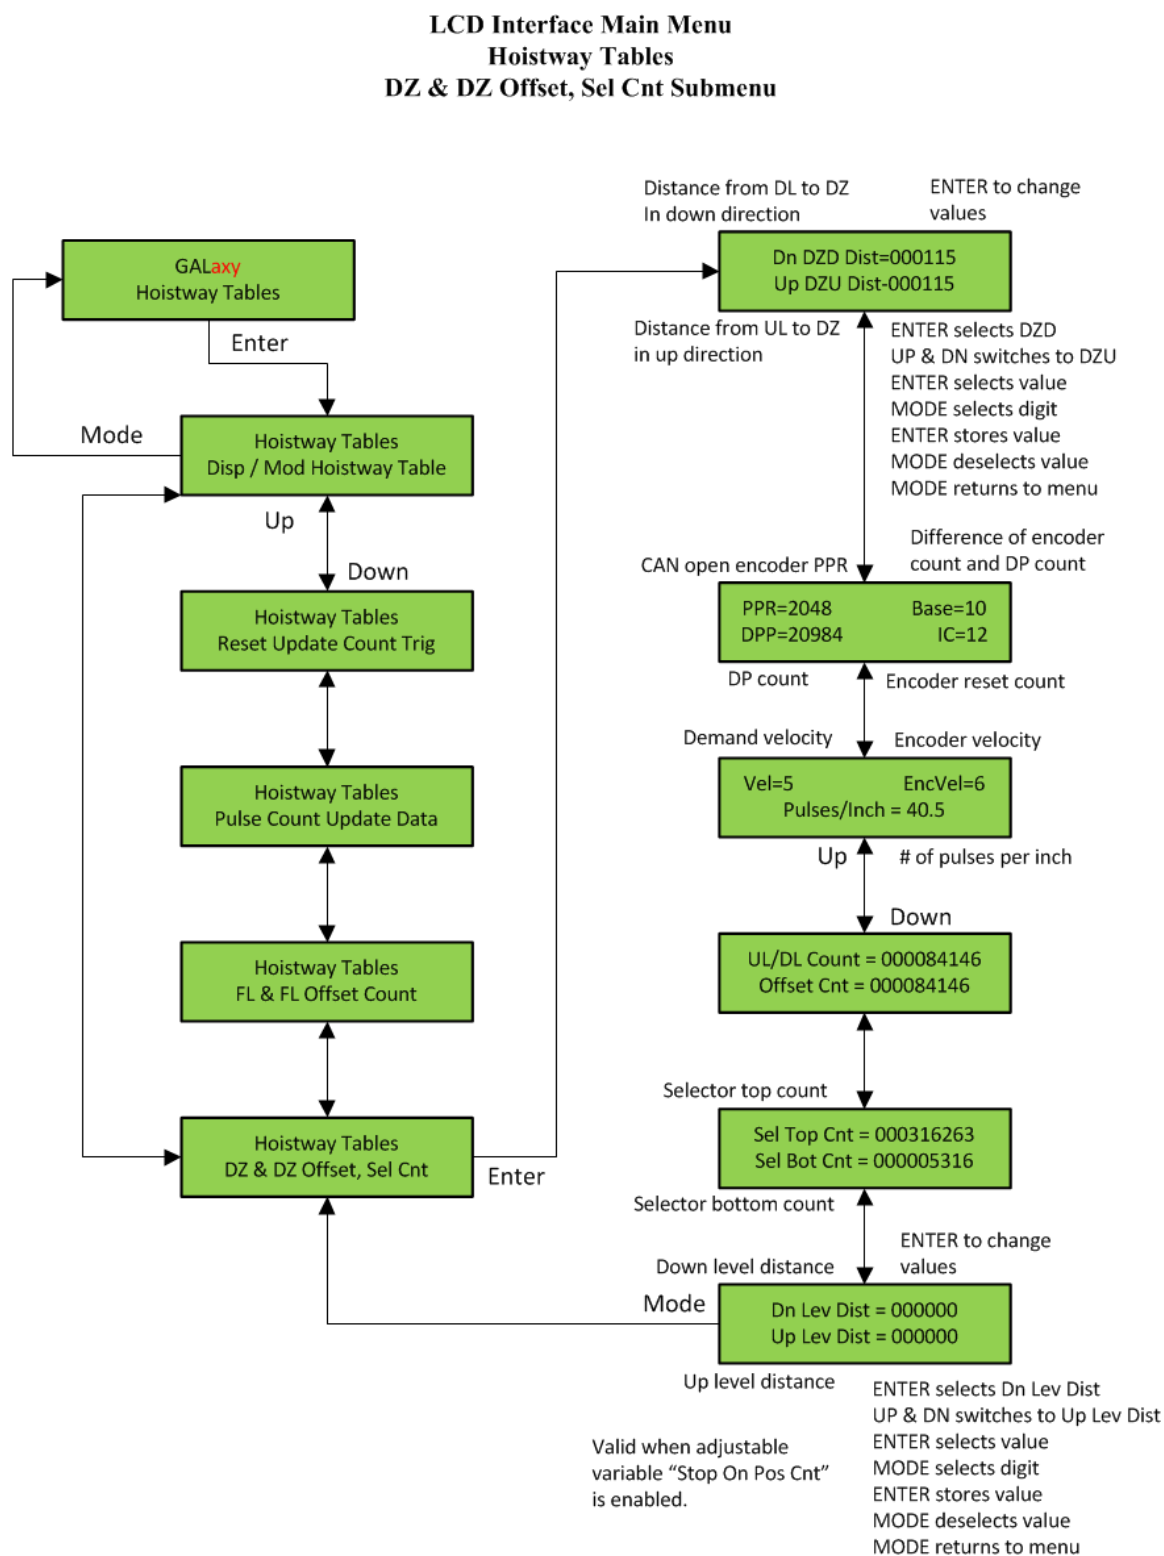 LCD Interface Main Menu
Hoistway Tables
DZ & DZ Offset, Sel Cnt Submenu
GALaxy
Hoistway Tables
Enter
Mode
Hoistway Tables
Disp / Mod Hoistway Table
Up
Down
Hoistway Tables
Reset Update Count Trig
Hoistway Tables
Pulse Count Update Data
Hoistway Tables
FL & FL Offset Count
Hoistway Tables
DZ & DZ Offset, Sel Cnt
Enter
Distance from DL to DZ
In down direction
ENTER to change
values
Dn DZD Dist=000115
Up DZU Dist-000115
Distance from UL to DZ
in up direction
ENTER selects DZD
UP & DN switches to DZU
ENTER selects value
MODE selects digit
ENTER stores value
MODE deselects value
MODE returns to menu
CAN open encoder PPR
Difference of encoder
count and DP count
PPR=2048 Base=10
DPP=20984 IC=12
DP count
Encoder reset count
Demand velocity
Encoder velocity
Vel=5 EncVel=6
Pulses/Inch = 40.5
Up
# of pulses per inch
Down
UL/DL Count = 000084146
Offset Cnt = 000084146
Selector top count
Sel Top Cnt = 000316263
Sel Bot Cnt = 000005316
Selector bottom count
ENTER to change
values
Down level distance
Mode
Dn Lev Dist = 000000
Up Lev Dist = 000000
Up level distance
ENTER selects Dn Lev Dist
UP & DN switches to Up Lev Dist
ENTER selects value
MODE selects digit
ENTER stores value
MODE deselects value
MODE returns to menu
Valid when adjustable
variable “Stop On Pos Cnt”
is enabled.